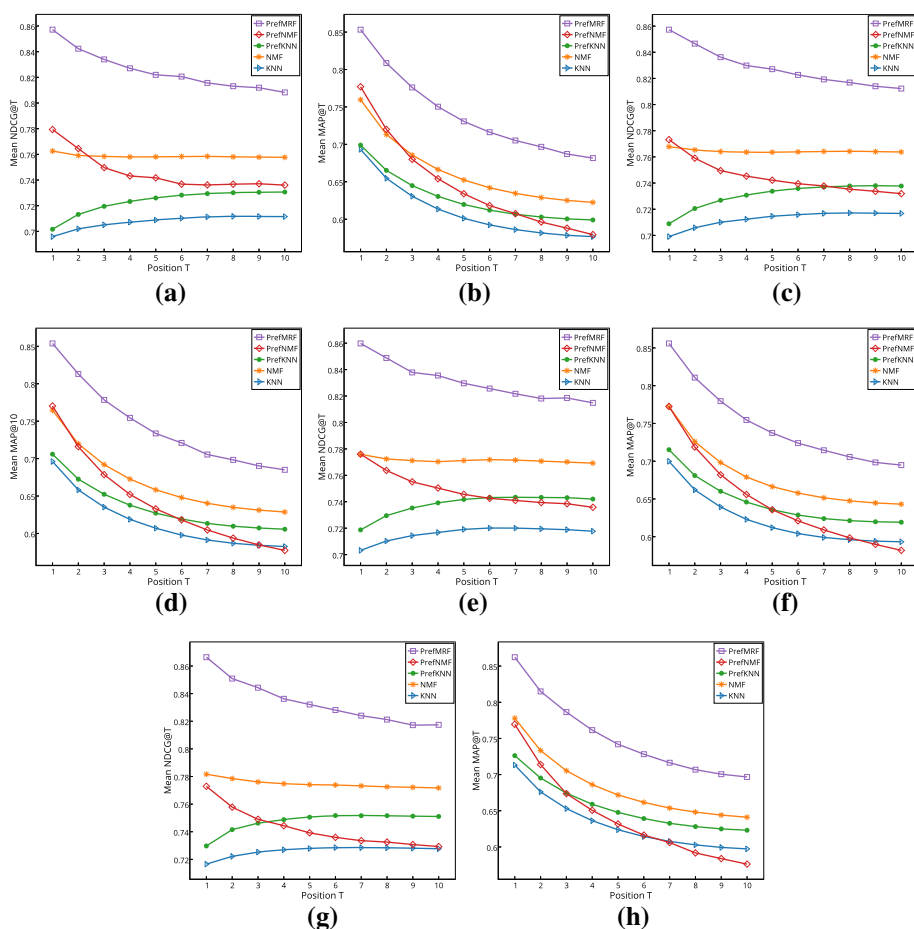 0.86
0.84
0.82
0.8
0.78
0.76
0.74
0.72
0.7
Mean NDCG@T
1 2 3 4 5 6 7 8 9 10
Position T
PrefMRF
PrefNMF
PrefKNN
NMF
KNN
(a)
0.85
0.8
0.75
0.7
0.65
0.6
Mean MAP@T
1 2 3 4 5 6 7 8 9 10
Position T
PrefMRF
PrefNMF
PrefKNN
NMF
KNN
(b)
0.86
0.84
0.82
0.8
0.78
0.76
0.74
0.72
0.7
Mean NDCG@T
1 2 3 4 5 6 7 8 9 10
Position T
PrefMRF
PrefNMF
PrefKNN
NMF
KNN
(c)
0.85
0.8
0.75
0.7
0.65
0.6
Mean MAP@10
1 2 3 4 5 6 7 8 9 10
Position T
PrefMRF
PrefNMF
PrefKNN
NMF
KNN
(d)
0.86
0.84
0.82
0.8
0.78
0.76
0.74
0.72
0.7
Mean NDCG@T
1 2 3 4 5 6 7 8 9 10
Position T
PrefMRF
PrefNMF
PrefKNN
NMF
KNN
(e)
0.85
0.8
0.75
0.7
0.65
0.6
Mean MAP@T
1 2 3 4 5 6 7 8 9 10
Position T
PrefMRF
PrefNMF
PrefKNN
NMF
KNN
(f)
0.86
0.84
0.82
0.8
0.78
0.76
0.74
0.72
Mean NDCG@T
1 2 3 4 5 6 7 8 9 10
Position T
PrefMRF
PrefNMF
PrefKNN
NMF
KNN
(g)
0.85
0.8
0.75
0.7
0.65
0.6
Mean MAP@T
1 2 3 4 5 6 7 8 9 10
Position T
PrefMRF
PrefNMF
PrefKNN
NMF
KNN
(h)